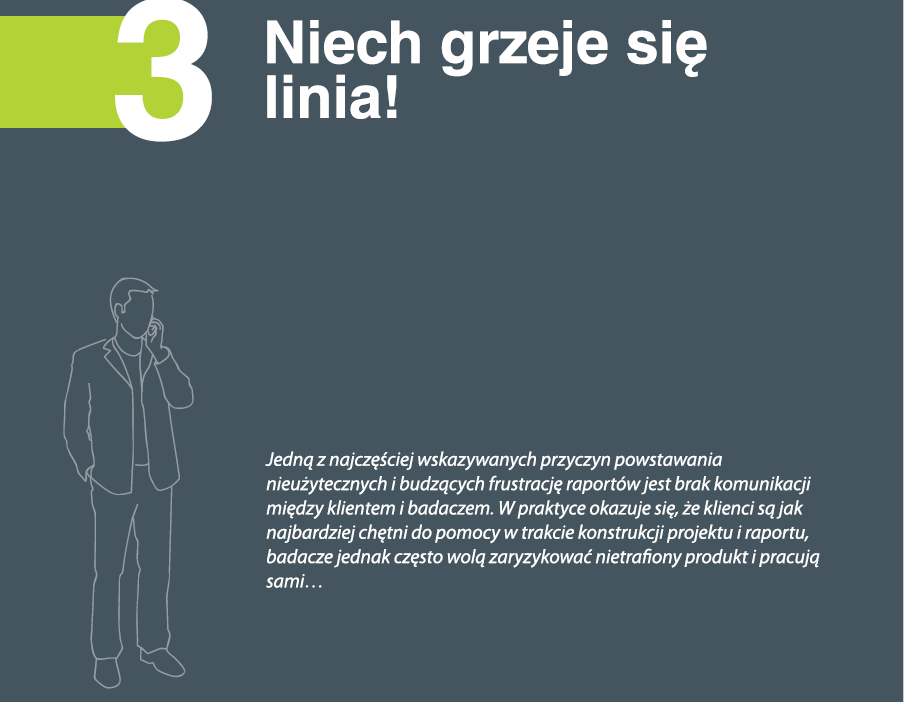 3
Niech grzeje się
linia!
Jedną z najczęściej wskazywanych przyczyn powstawania
nieużytecznych i budzących frustrację raportów jest brak komunikacji
między klientem i badaczem. W praktyce okazuje się, że klienci są jak
najbardziej chętni do pomocy w trakcie konstrukcji projektu i raportu,
badacze jednak często wolą zaryzykować nietrafiony produkt i pracują
sami…